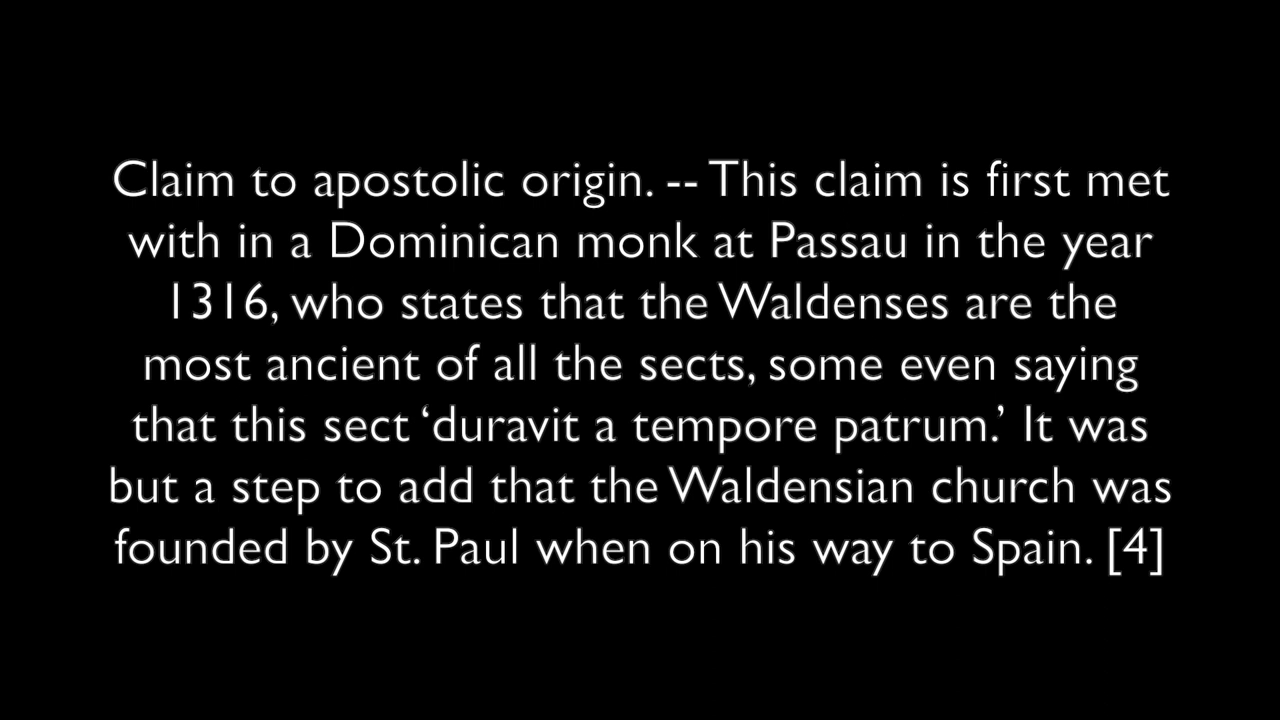 Claim to apostolic origin. -- This claim is first met
with in a Dominican monk at Passau in the year
1316, who states that the Waldenses are the
most ancient of all the sects, some even saying
that this sect ‘duravit a tempore patrum.’ It was
but a step to add that the Waldensian church was
founded by St. Paul when on his way to Spain. [4]